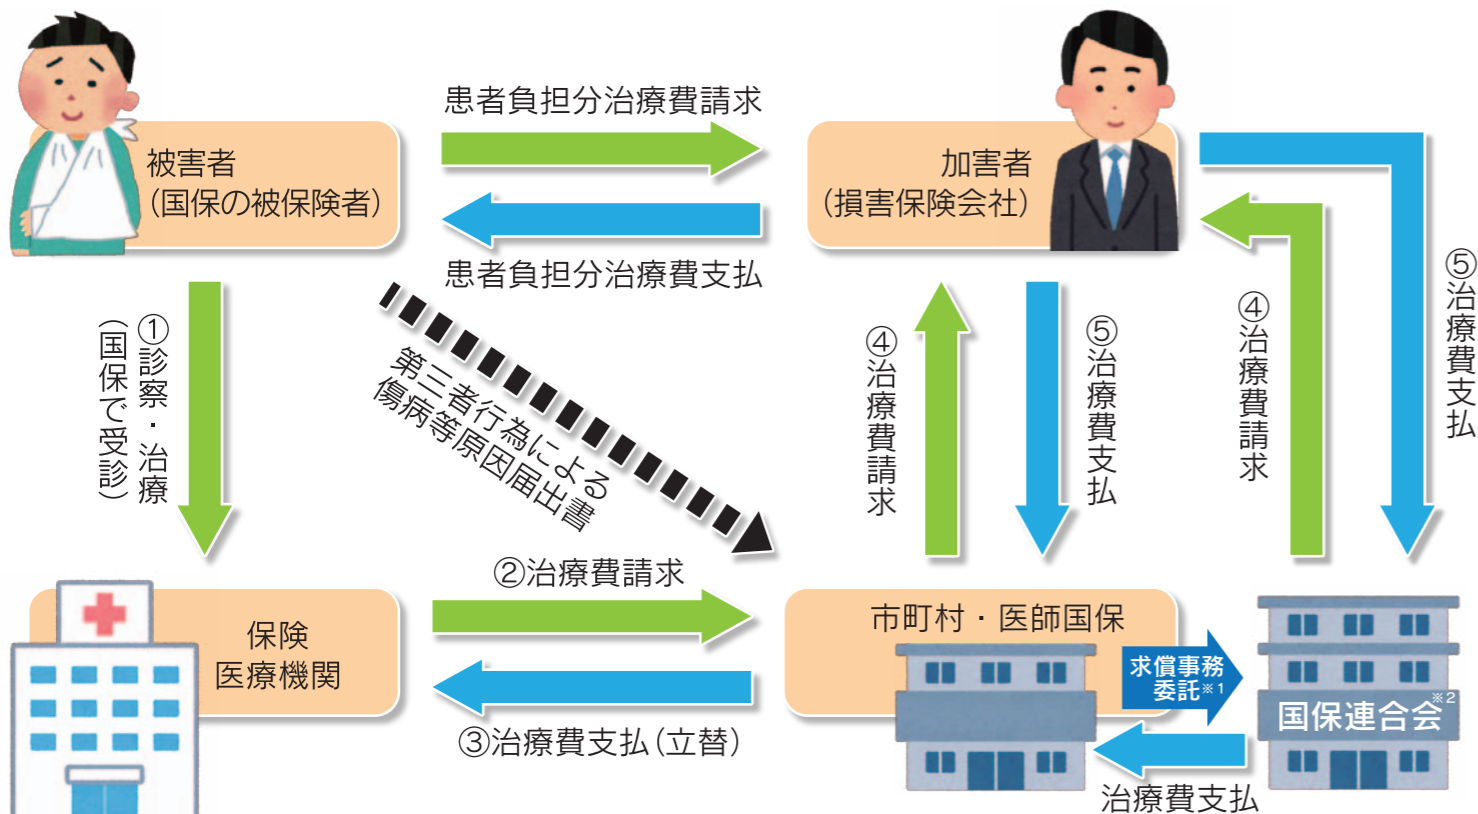 患者負担分治療費請求
被害者
(国保の被保険者)
加害者
(損害保険会社)
患者負担分治療費支払
①診察・治療
(国保で受診)
第三者行為による
傷病等原因届出書
④治療費請求
⑤治療費支払
④治療費請求
⑤治療費支払
②治療費請求
保険
医療機関
③治療費支払(立替)
市町村・医師国保
求償事務
委託※1
国保連合会※2
治療費支払